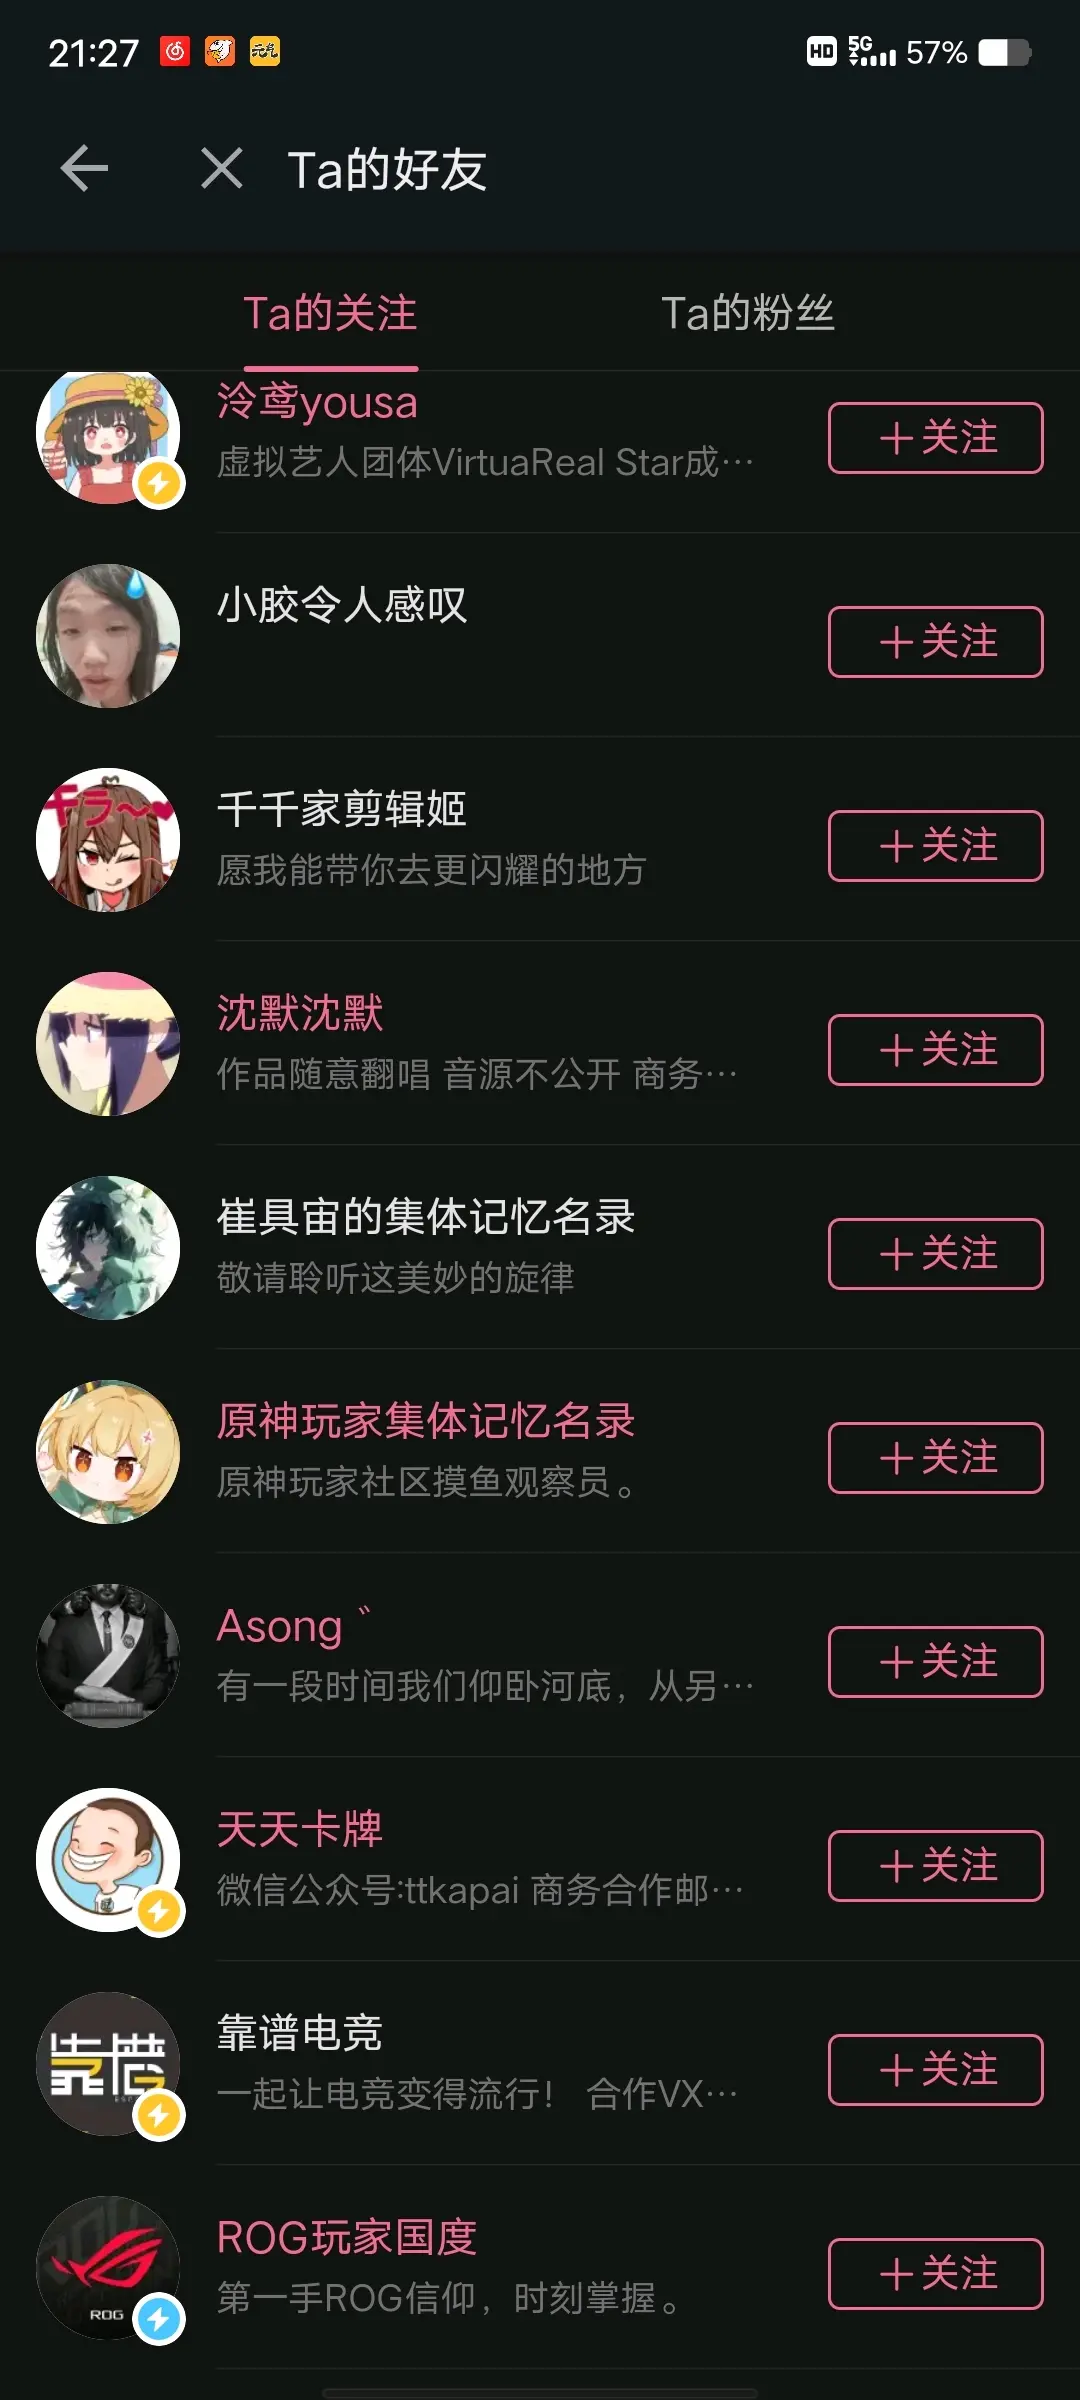 21:27
元气
HD 5G 57%
Ta的好友
Ta的关注 Ta的粉丝
泠鸢yousa
虚拟艺人团体VirtuaReal Star成…
+关注
小胶令人感叹
+关注
キラ~
千千家剪辑姬
愿我能带你去更闪耀的地方
+关注
沈默沈默
作品随意翻唱 音源不公开 商务…
+关注
崔具宙的集体记忆名录
敬请聆听这美妙的旋律
+关注
原神玩家集体记忆名录
原神玩家社区摸鱼观察员。
+关注
Asong〝
有一段时间我们仰卧河底，从另…
+关注
天天卡牌
微信公众号:ttkapai 商务合作邮…
+关注
靠谱
靠谱电竞
一起让电竞变得流行！ 合作VX…
+关注
ROG
ROG玩家国度
第一手ROG信仰，时刻掌握。
+关注